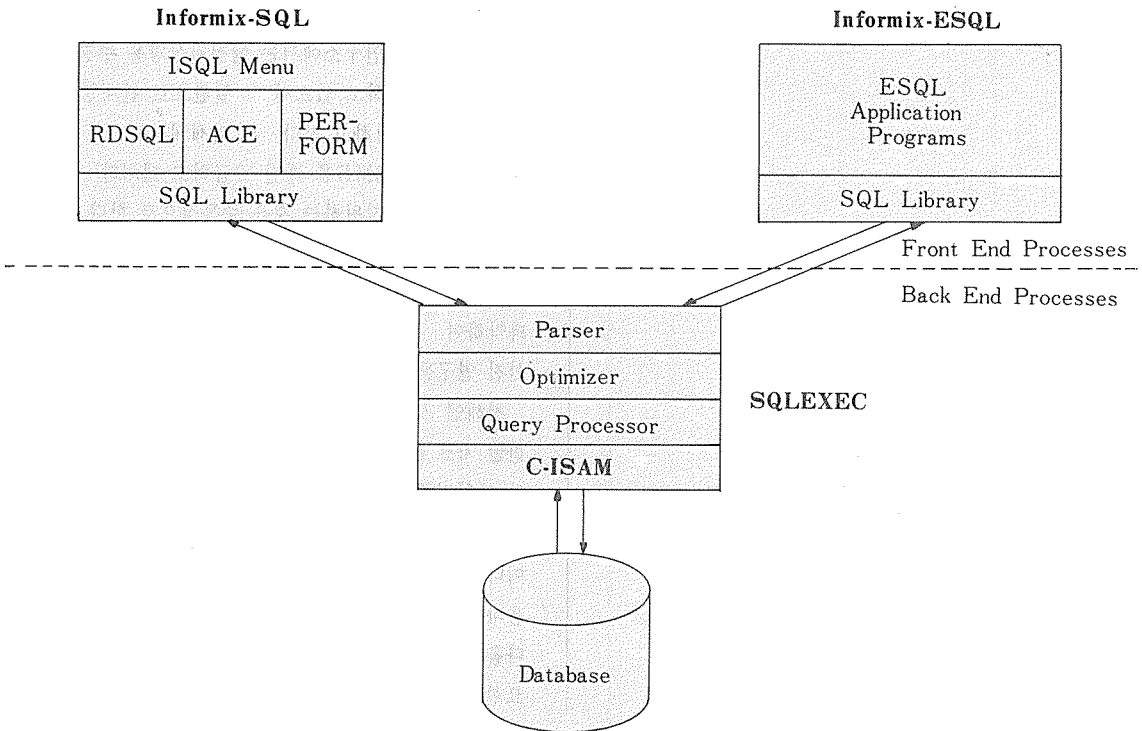 Informix-SQL
ISQL Menu
RDSQL
ACE
PER-
FORM
SQL Library
Informix-ESQL
ESQL
Application
Programs
SQL Library
Front End Processes
Back End Processes
Parser
Optimizer
Query Processor
C-ISAM
SQLEXEC
Database